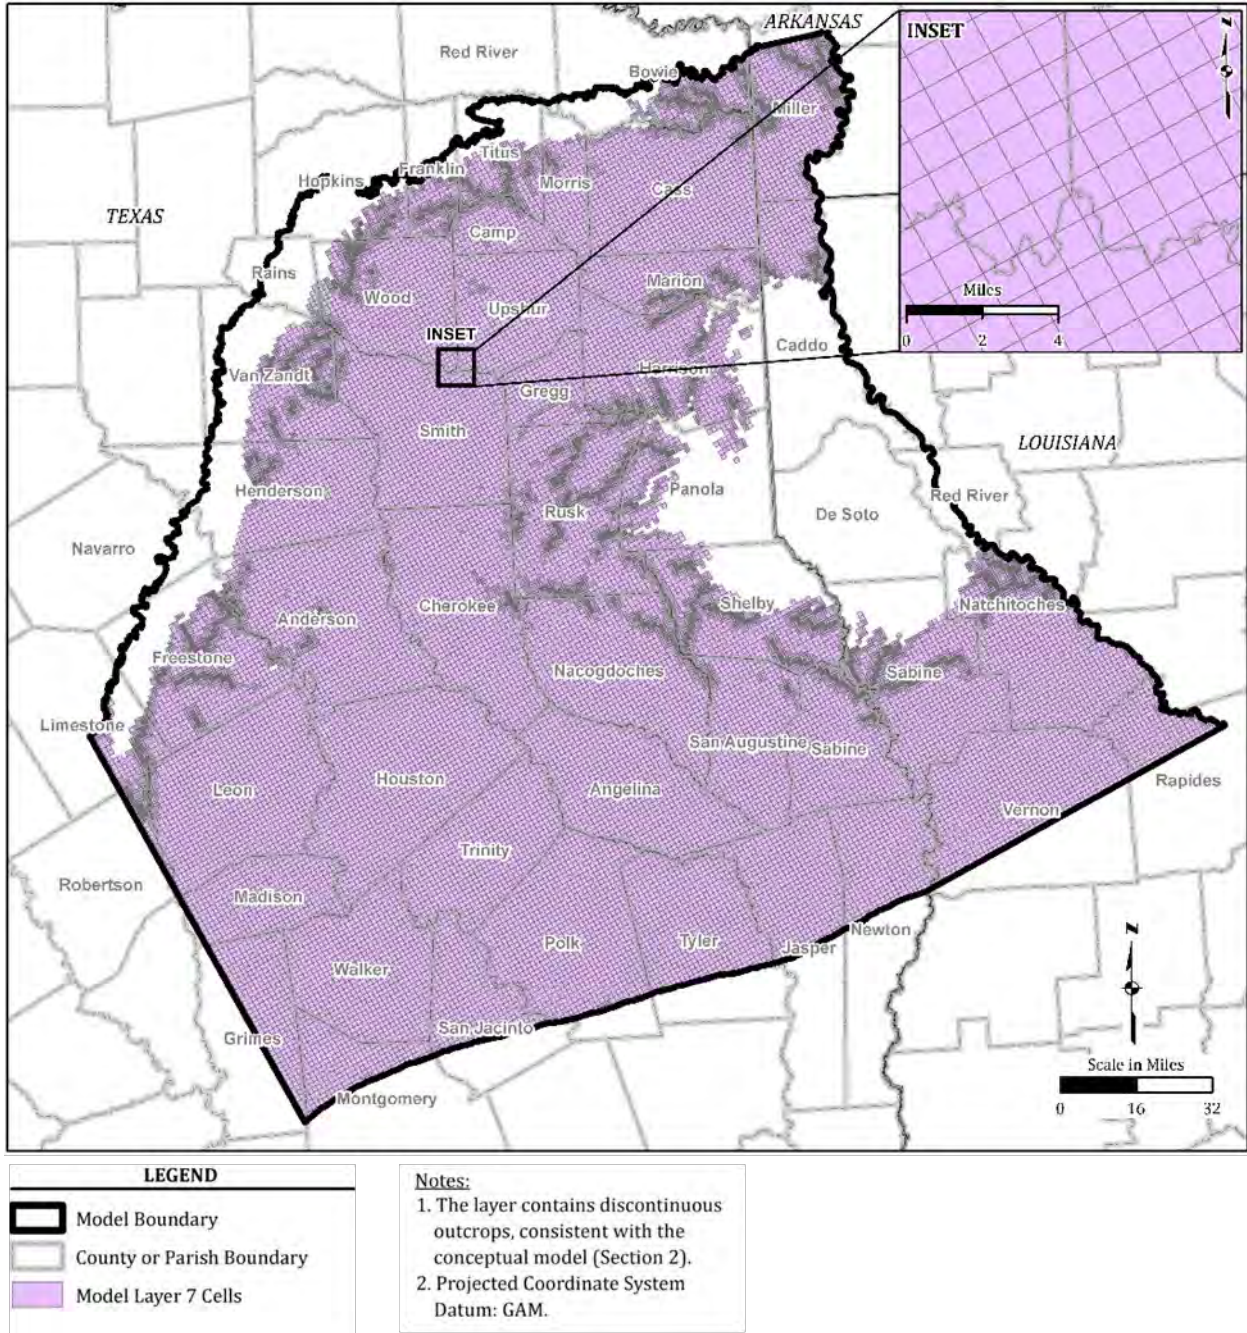 ARKANSAS
INSET
N
Red River
Bowie
Miller
Titus
Franklin
Hopkins
Morris
Cass
TEXAS
Camp
Rains
Marion
Wood
Upshur
Miles
0 2 4
INSET
Caddo
Van Zandt
Harrison
Gregg
Smith
LOUISIANA
Henderson
Panola
Red River
Rusk
De Soto
Navarro
Cherokee
Shelby
Natchitoches
Anderson
Freestone
Nacogdoches
Sabine
Limestone
San Augustine
Sabine
Houston
Leon
Angelina
Rapides
Vernon
Trinity
Robertson
Madison
Newton
Polk
Tyler
Jasper
N
Walker
San Jacinto
Grimes
Scale in Miles
Montgomery
0 16 32
LEGEND
Model Boundary
County or Parish Boundary
Model Layer 7 Cells
Notes:
1. The layer contains discontinuous
outcrops, consistent with the
conceptual model (Section 2).
2. Projected Coordinate System
Datum: GAM.